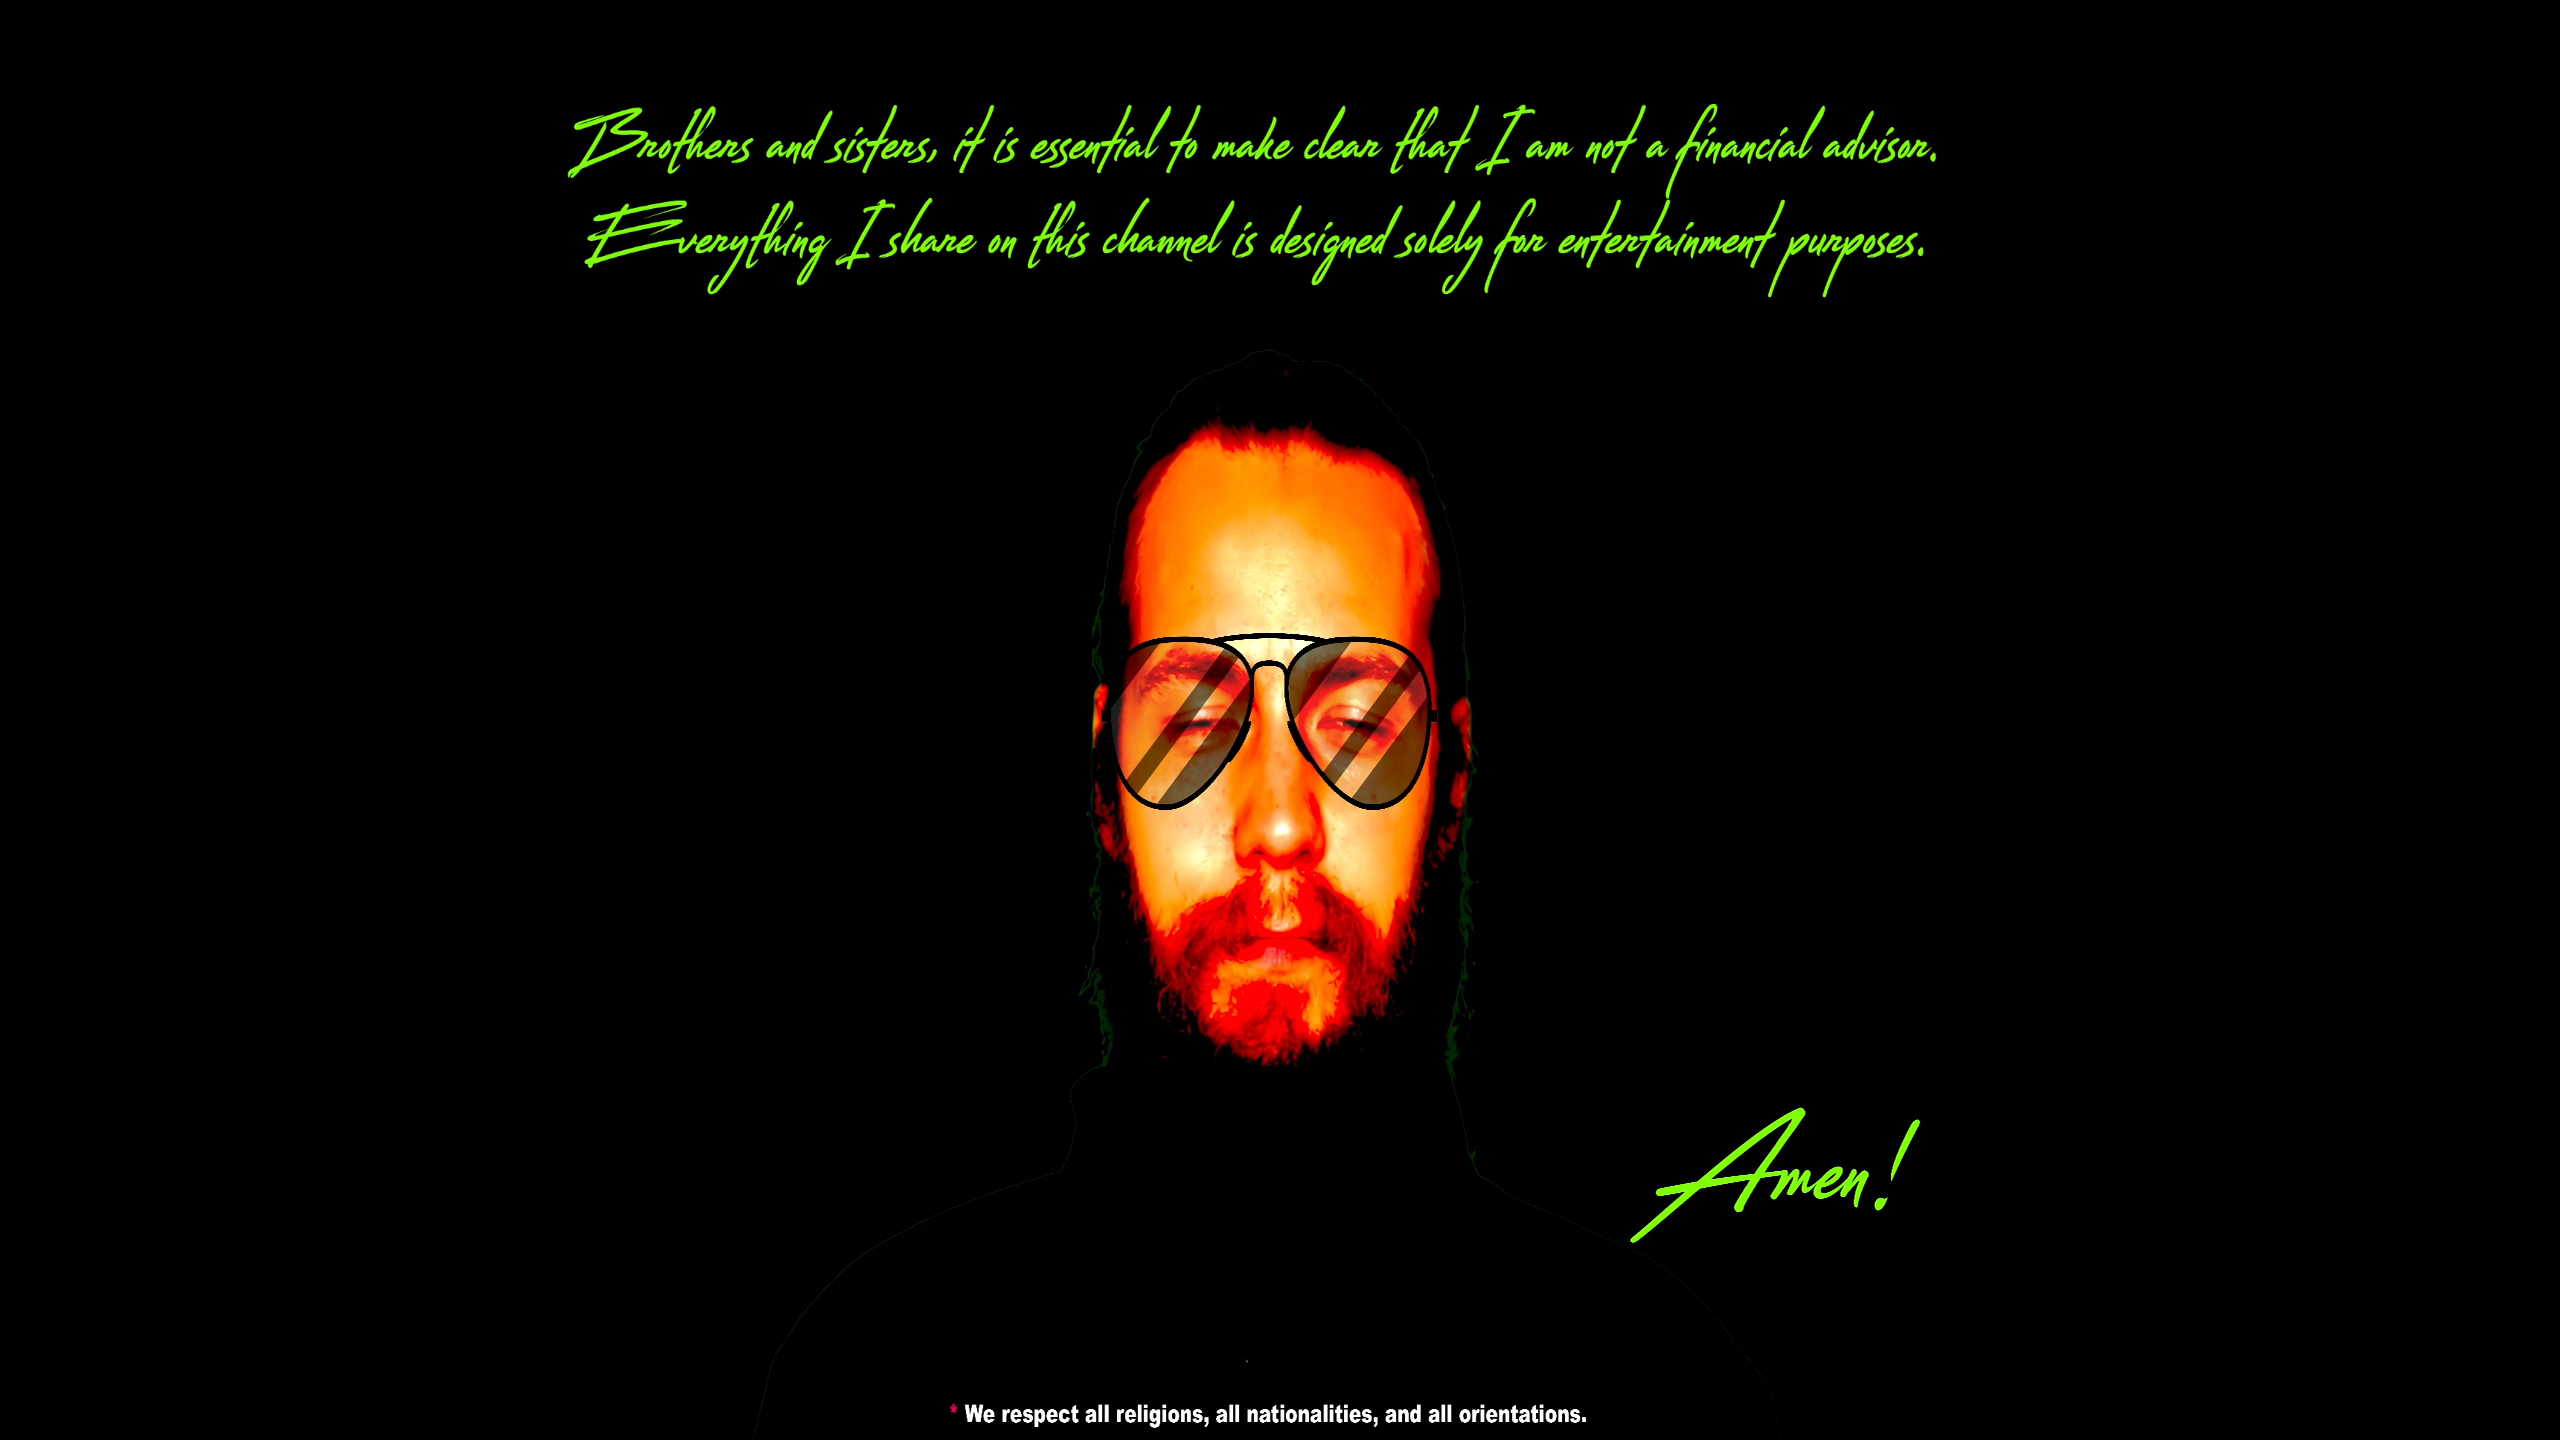 Brothers and sisters, it is essential to make clear that I am not a financial advisor.
Everything I share on this channel is designed solely for entertainment purposes.
Amen!
* We respect all religions, all nationalities, and all orientations.